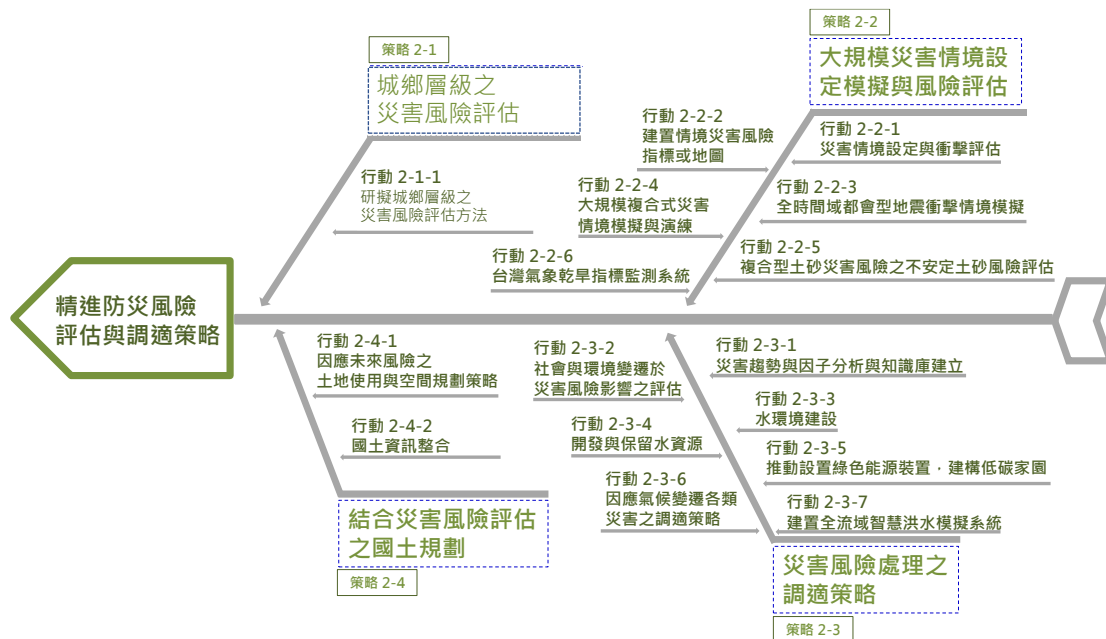 策略 2-1
城鄉層級之
災害風險評估
行動 2-1-1
研擬城鄉層級之
災害風險評估方法
策略 2-2
大規模災害情境設
定模擬與風險評估
行動 2-2-2
建置情境災害風險
指標或地圖
行動 2-2-1
災害情境設定與衝擊評估
行動 2-2-4
大規模複合式災害
情境模擬與演練
行動 2-2-3
全時間域都會型地震衝擊情境模擬
行動 2-2-6
台灣氣象乾旱指標監測系統
行動 2-2-5
複合型土砂災害風險之不安定土砂風險評估
精進防災風險
評估與調適策略
行動 2-4-1
因應未來風險之
土地使用與空間規劃策略
行動 2-4-2
國土資訊整合
結合災害風險評估
之國土規劃
策略 2-4
行動 2-3-2
社會與環境變遷於
災害風險影響之評估
行動 2-3-1
災害趨勢與因子分析與知識庫建立
行動 2-3-4
開發與保留水資源
行動 2-3-3
水環境建設
行動 2-3-5
推動設置綠色能源裝置，建構低碳家園
行動 2-3-6
因應氣候變遷各類
災害之調適策略
行動 2-3-7
建置全流域智慧洪水模擬系統
災害風險處理之
調適策略
策略 2-3